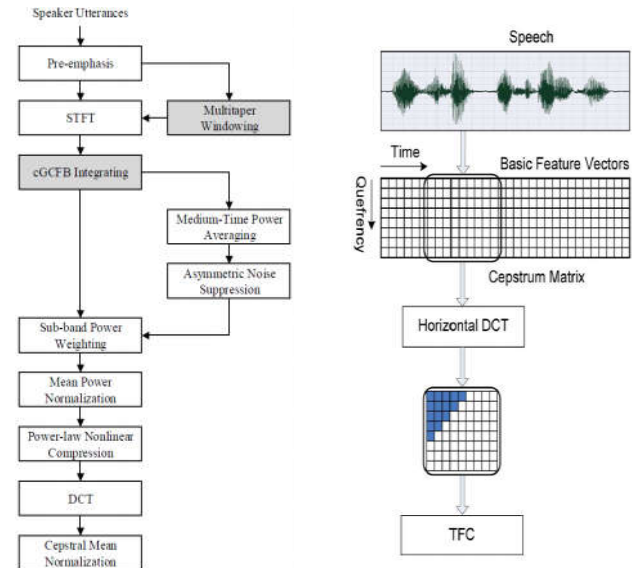 Speaker Utterances
Pre-emphasis
STFT
Multitaper
Windowing
cGCFB Integrating
Medium-Time Power
Averaging
Asymmetric Noise
Suppression
Sub-band Power
Weighting
Mean Power
Normalization
Power-law Nonlinear
Compression
DCT
Cepstral Mean
Normalization
Speech
Time
Basic Feature Vectors
Quefrency
Cepstrum Matrix
Horizontal DCT
TFC